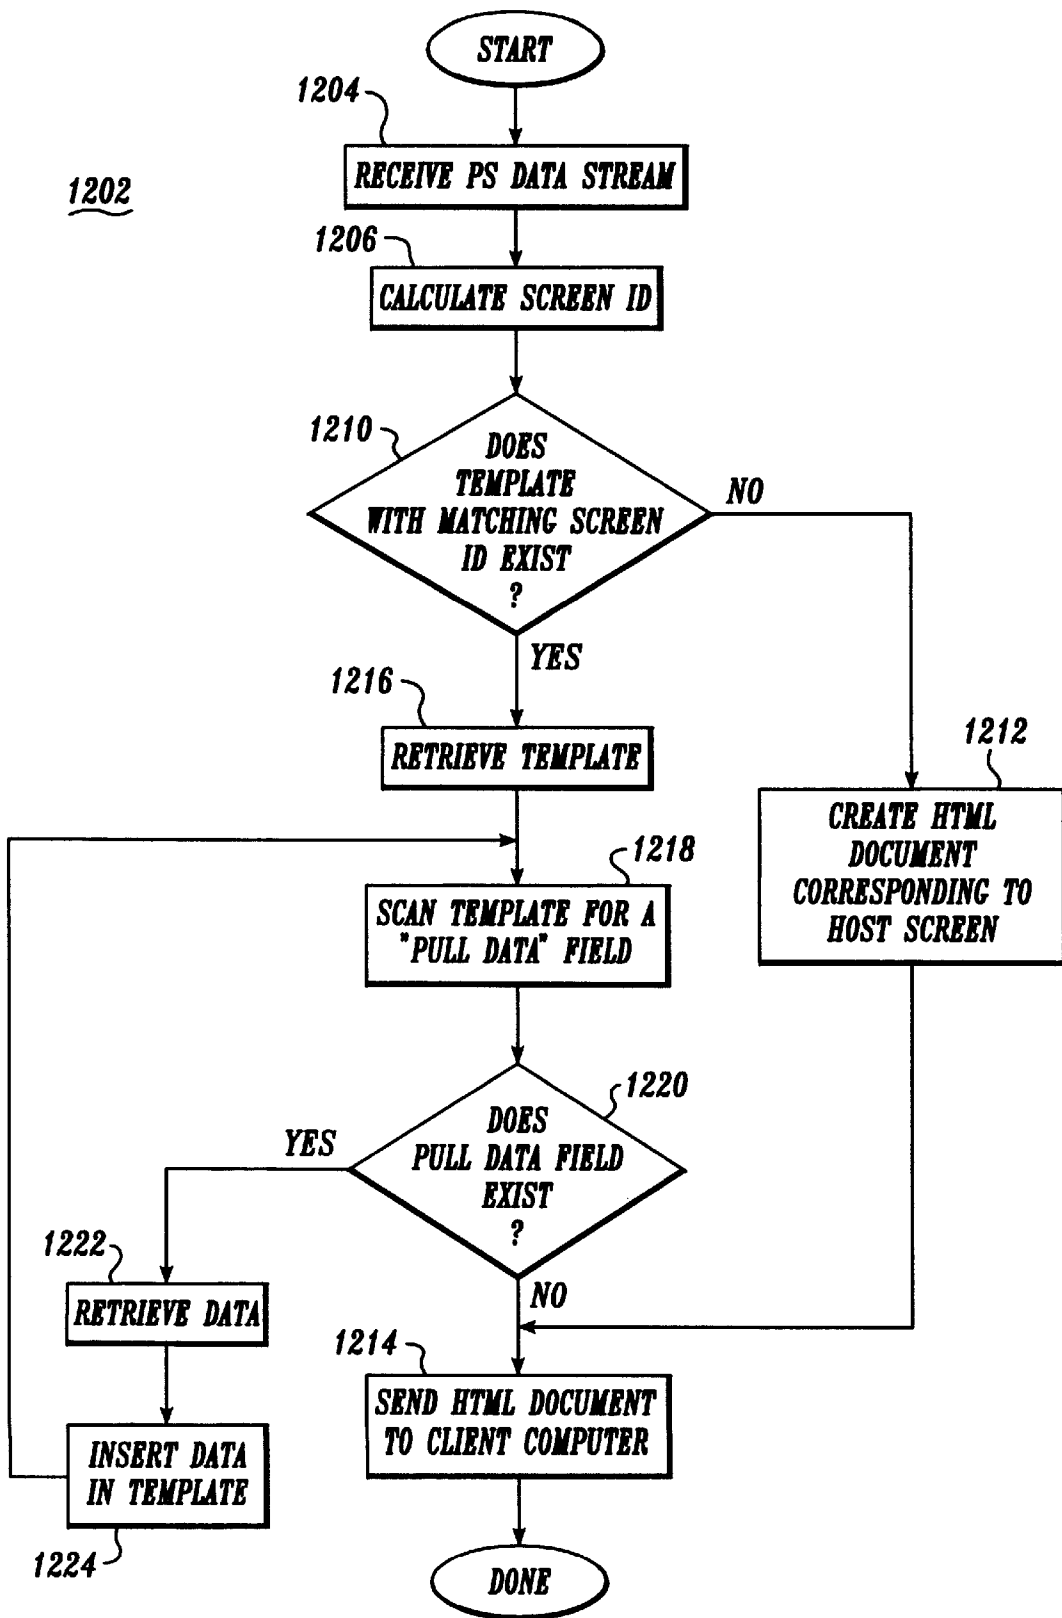 START
1204
RECEIVE PS DATA STREAM
1202
1206
CALCULATE SCREEN ID
1210
DOES
TEMPLATE
WITH MATCHING SCREEN
ID EXIST
?
NO
YES
1216
RETRIEVE TEMPLATE
1212
CREATE HTML
DOCUMENT
CORRESPONDING TO
HOST SCREEN
1218
SCAN TEMPLATE FOR A
"PULL DATA" FIELD
1220
DOES
PULL DATA FIELD
EXIST
?
YES
1222
RETRIEVE DATA
NO
1214
SEND HTML DOCUMENT
TO CLIENT COMPUTER
INSERT DATA
IN TEMPLATE
1224
DONE